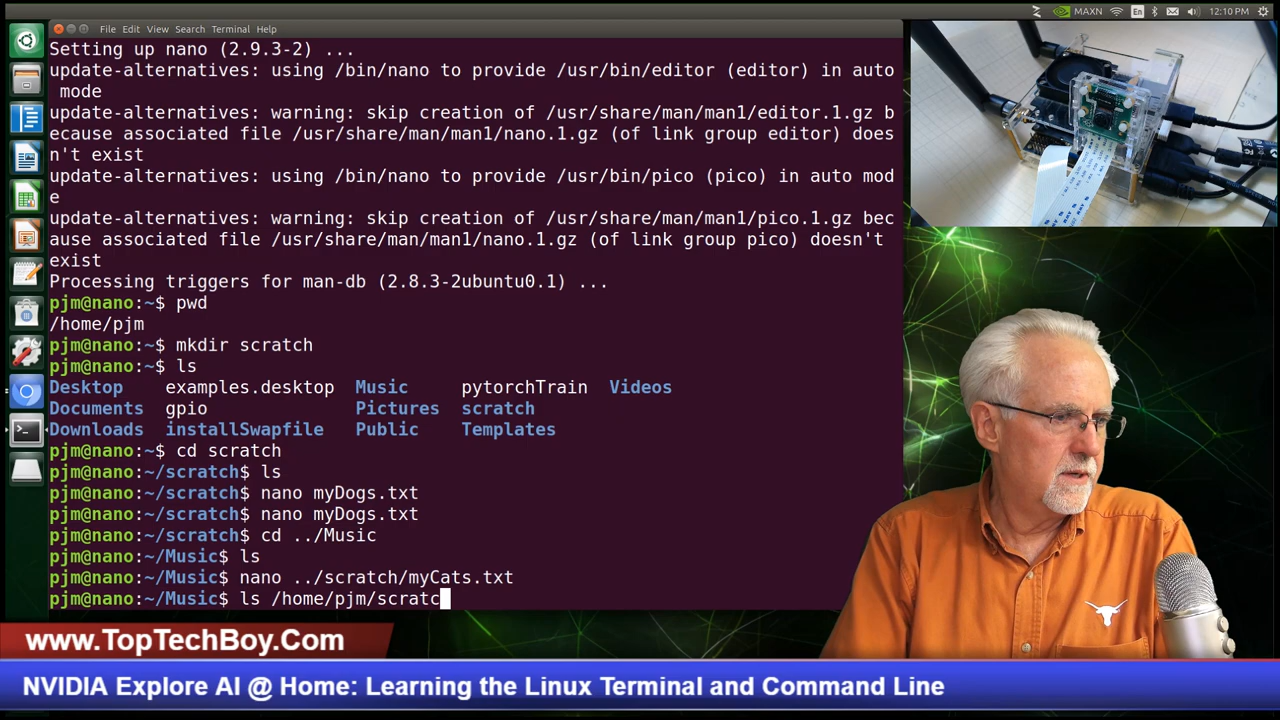 MAXN En 12:10 PM
File Edit View Search Terminal Help
Setting up nano (2.9.3-2) ...
update-alternatives: using /bin/nano to provide /usr/bin/editor (editor) in auto
 mode
update-alternatives: warning: skip creation of /usr/share/man/man1/editor.1.gz b
ecause associated file /usr/share/man/man1/nano.1.gz (of link group editor) does
n't exist
update-alternatives: using /bin/nano to provide /usr/bin/pico (pico) in auto mod
e
update-alternatives: warning: skip creation of /usr/share/man/man1/pico.1.gz bec
ause associated file /usr/share/man/man1/nano.1.gz (of link group pico) doesn't
exist
Processing triggers for man-db (2.8.3-2ubuntu0.1) ...
pjm@nano:~$ pwd
/home/pjm
pjm@nano:~$ mkdir scratch
pjm@nano:~$ ls
Desktop examples.desktop Music pytorchTrain Videos
Documents gpio Pictures scratch
Downloads installSwapfile Public Templates
pjm@nano:~$ cd scratch
pjm@nano:~/scratch$ ls
pjm@nano:~/scratch$ nano myDogs.txt
pjm@nano:~/scratch$ nano myDogs.txt
pjm@nano:~/scratch$ cd ../Music
pjm@nano:~/Music$ ls
pjm@nano:~/Music$ nano ../scratch/myCats.txt
pjm@nano:~/Music$ ls /home/pjm/scratc
www.TopTechBoy.Com
NVIDIA Explore AI @ Home: Learning the Linux Terminal and Command Line